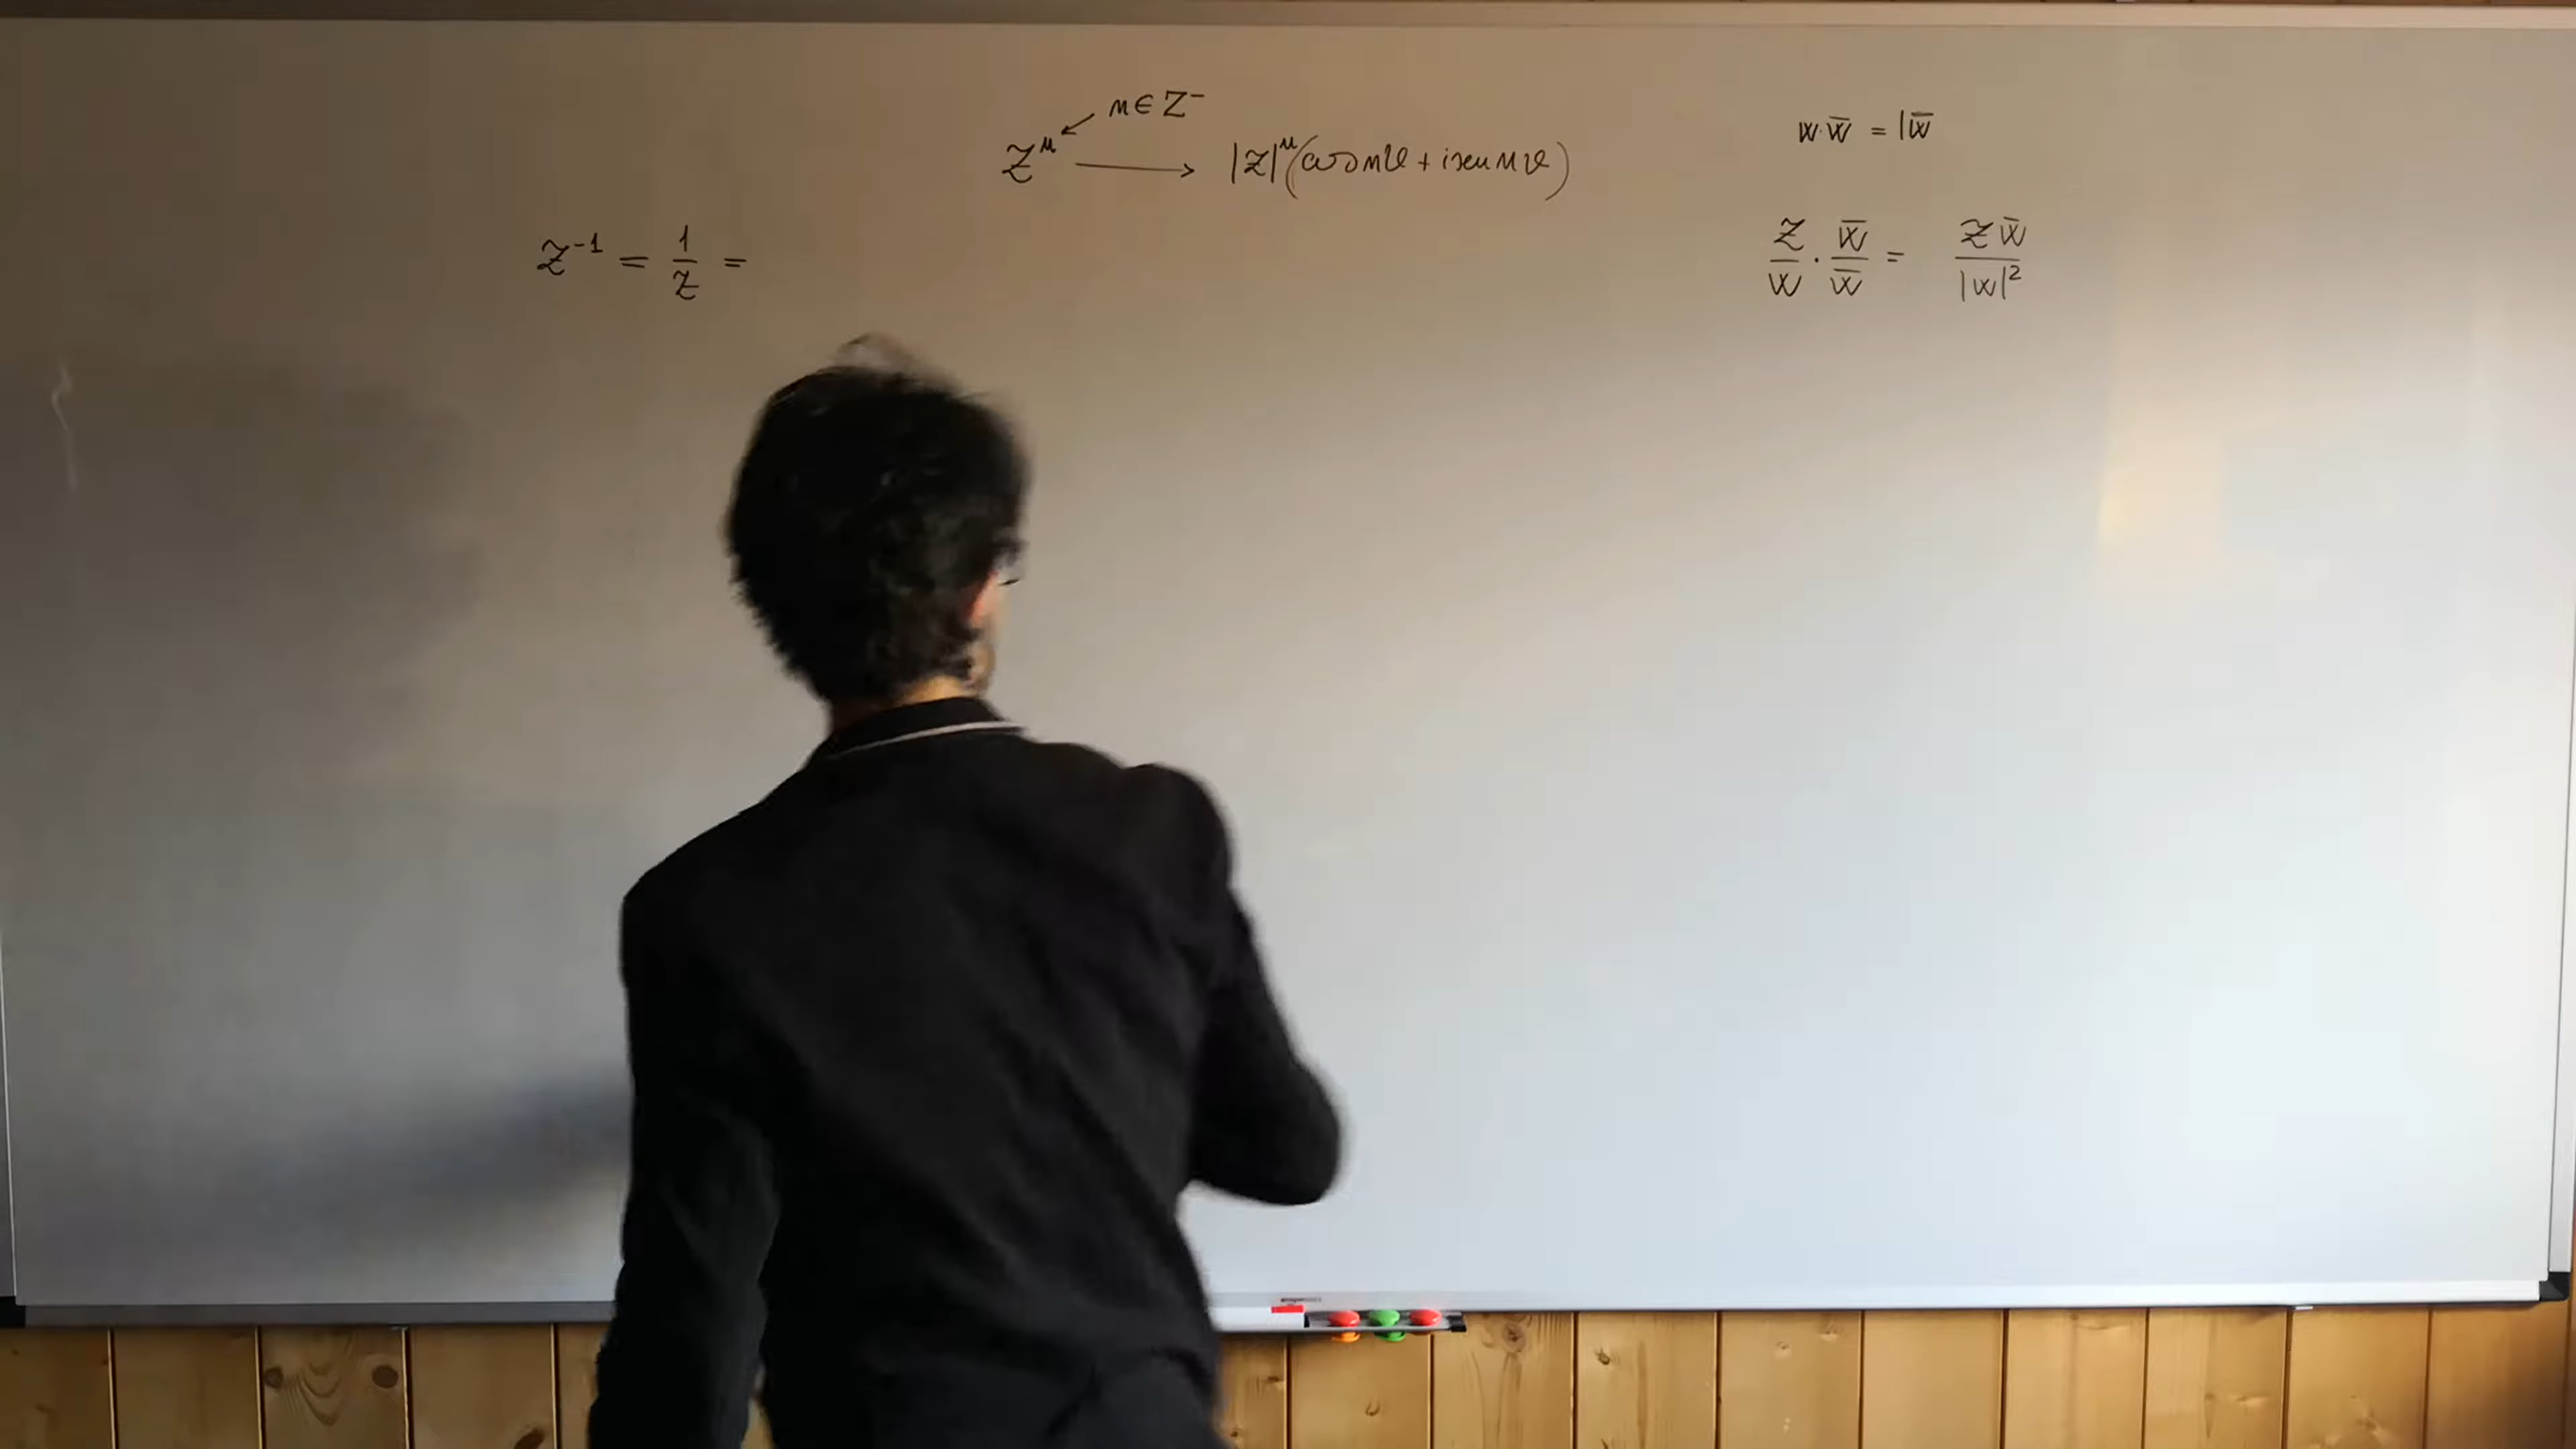 n ∈ Z⁻
zⁿ → |z|ⁿ(cos nϑ + i sen nϑ)
w·w̅ = |w̅
z⁻¹ = 1/z =
z/w · w̅/w̅ = zw̅/|w|²